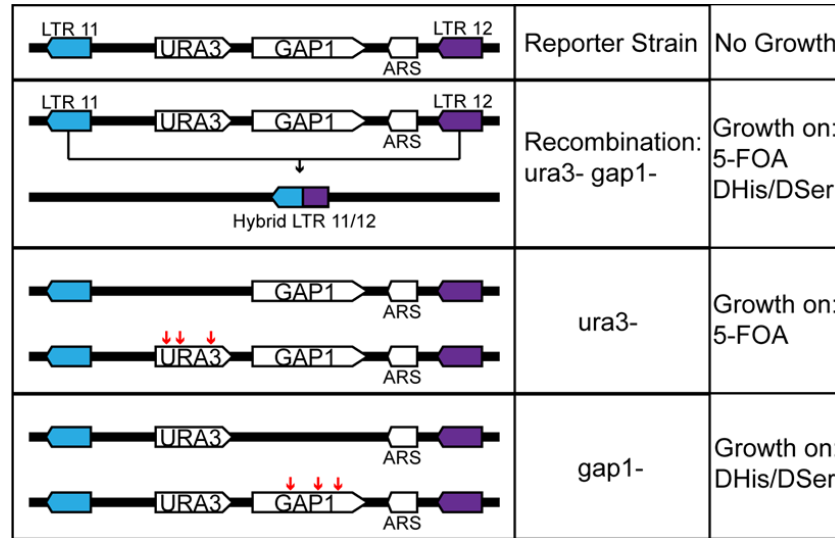 LTR 11 LTR 12
URA3 GAP1
ARS
Reporter Strain
No Growth
LTR 11 LTR 12
URA3 GAP1
ARS
Hybrid LTR 11/12
Recombination:
ura3- gap1-
Growth on:
5-FOA
DHis/DSer
GAP1
ARS
URA3 GAP1
ARS
ura3-
Growth on:
5-FOA
URA3
ARS
URA3 GAP1
ARS
gap1-
Growth on:
DHis/DSer